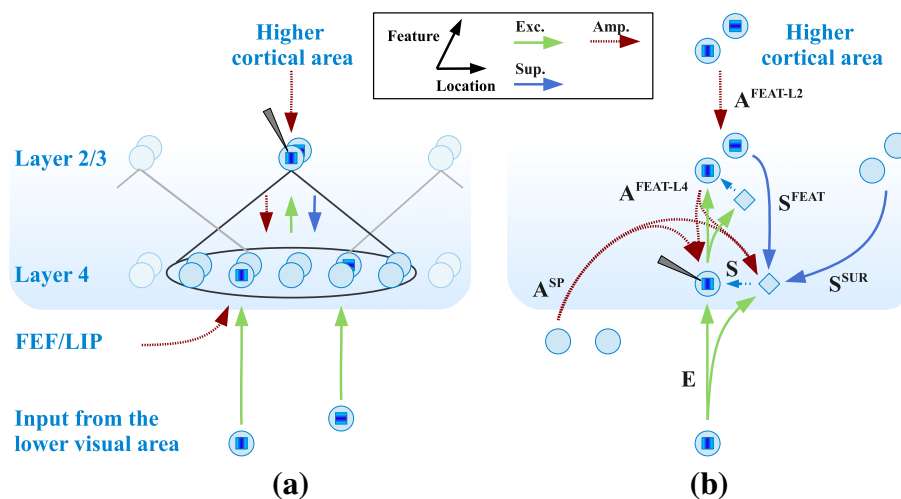 Higher
cortical area
Feature
Location
Exc.
Amp.
Sup.
Higher
cortical area
A^FEAT-L2
Layer 2/3
A^FEAT-L4
S^FEAT
Layer 4
A^SP
S
S^SUR
FEF/LIP
E
Input from the
lower visual area
(a)
(b)